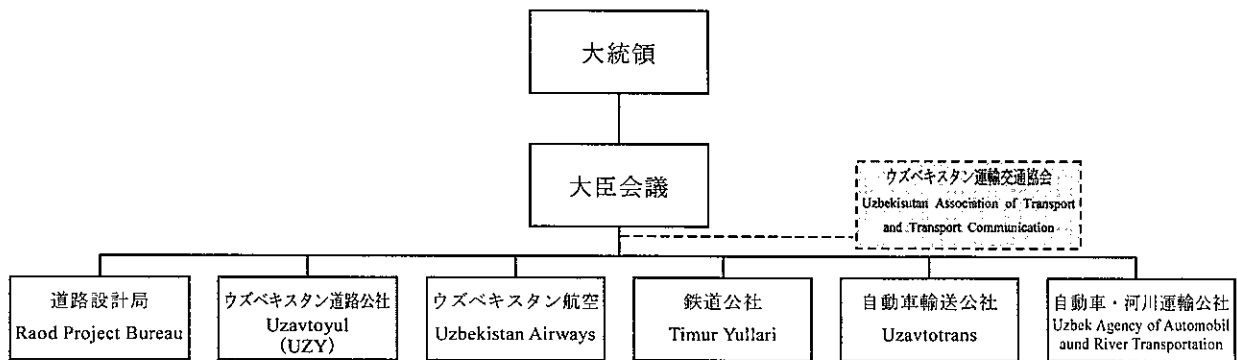 大統領
大臣会議
ウズベキスタン運輸交通協会
Uzbekisutan Association of Transport
and Transport Communication
道路設計局
Raod Project Bureau
ウズベキスタン道路公社
Uzavtoyul
(UZY)
ウズベキスタン航空
Uzbekistan Airways
鉄道公社
Timur Yullari
自動車輸送公社
Uzavtotrans
自動車・河川運輸公社
Uzbek Agency of Automobil
aund River Transportation